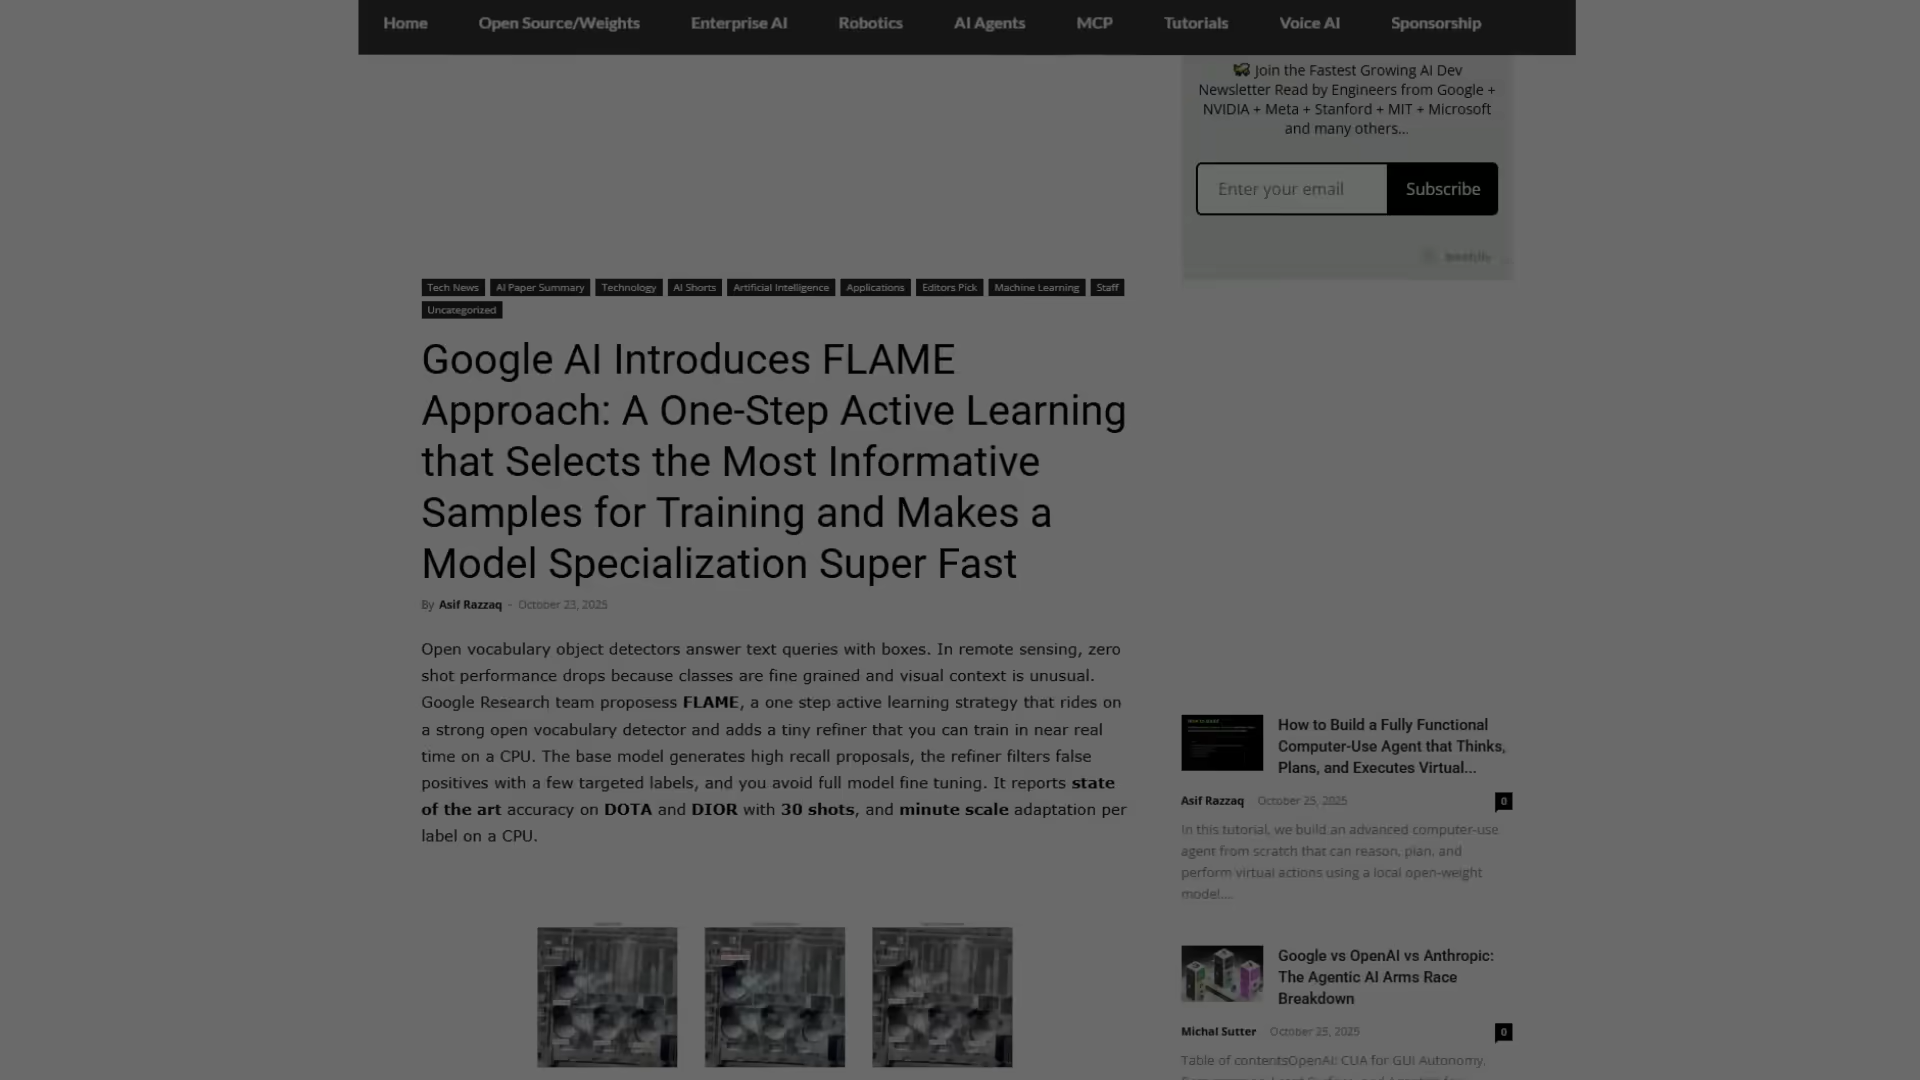 Home Open Source/Weights Enterprise AI Robotics AI Agents MCP Tutorials Voice AI Sponsorship
Join the Fastest Growing AI Dev
Newsletter Read by Engineers from Google +
NVIDIA + Meta + Stanford + MIT + Microsoft
and many others...
Enter your email Subscribe
Tech News AI Paper Summary Technology AI Shorts Artificial Intelligence Applications Editors Pick Machine Learning Staff
Uncategorized
Google AI Introduces FLAME
Approach: A One-Step Active Learning
that Selects the Most Informative
Samples for Training and Makes a
Model Specialization Super Fast
By Asif Razzaq - October 23, 2025
Open vocabulary object detectors answer text queries with boxes. In remote sensing, zero
shot performance drops because classes are fine grained and visual context is unusual.
Google Research team proposess FLAME, a one step active learning strategy that rides on
a strong open vocabulary detector and adds a tiny refiner that you can train in near real
time on a CPU. The base model generates high recall proposals, the refiner filters false
positives with a few targeted labels, and you avoid full model fine tuning. It reports state
of the art accuracy on DOTA and DIOR with 30 shots, and minute scale adaptation per
label on a CPU.
How to Build a Fully Functional
Computer-Use Agent that Thinks,
Plans, and Executes Virtual...
Asif Razzaq October 25, 2025 0
In this tutorial, we build an advanced computer-use
agent from scratch that can reason, plan, and
perform virtual actions using a local open-weight
model....
Google vs OpenAI vs Anthropic:
The Agentic AI Arms Race
Breakdown
Michal Sutter October 25, 2025 0
Table of contentsOpenAI: CUA for GUI Autonomy,